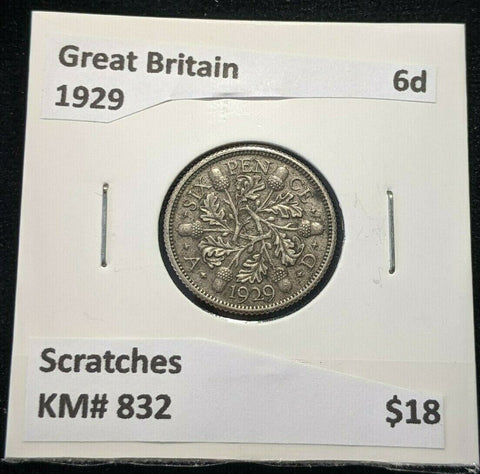 Great Britain
1929
6d
SIX PENCE
A D
1929
Scratches
KM# 832
$18